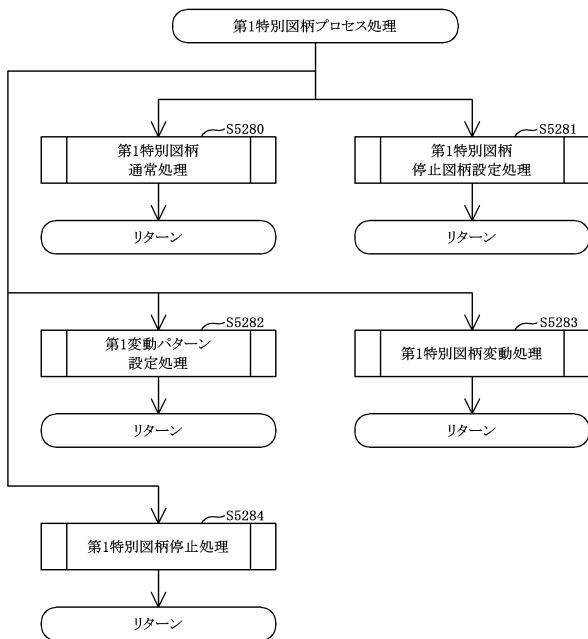 第1特別図柄プロセス処理
S5280
第1特別図柄
通常処理
リターン
S5281
第1特別図柄
停止図柄設定処理
リターン
S5282
第1変動パターン
設定処理
リターン
S5283
第1特別図柄変動処理
リターン
S5284
第1特別図柄停止処理
リターン